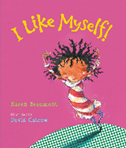 I Like Myself!
Karen Beaumont
David Catrow